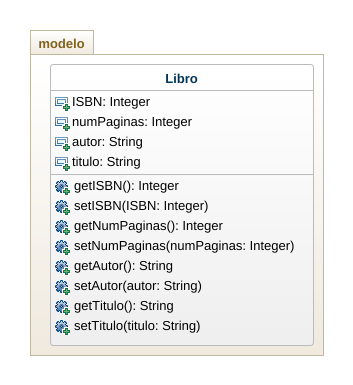 modelo
Libro
ISBN: Integer
numPaginas: Integer
autor: String
titulo: String
getISBN(): Integer
setISBN(ISBN: Integer)
getNumPaginas(): Integer
setNumPaginas(numPaginas: Integer)
getAutor(): String
setAutor(autor: String)
getTitulo(): String
setTitulo(titulo: String)